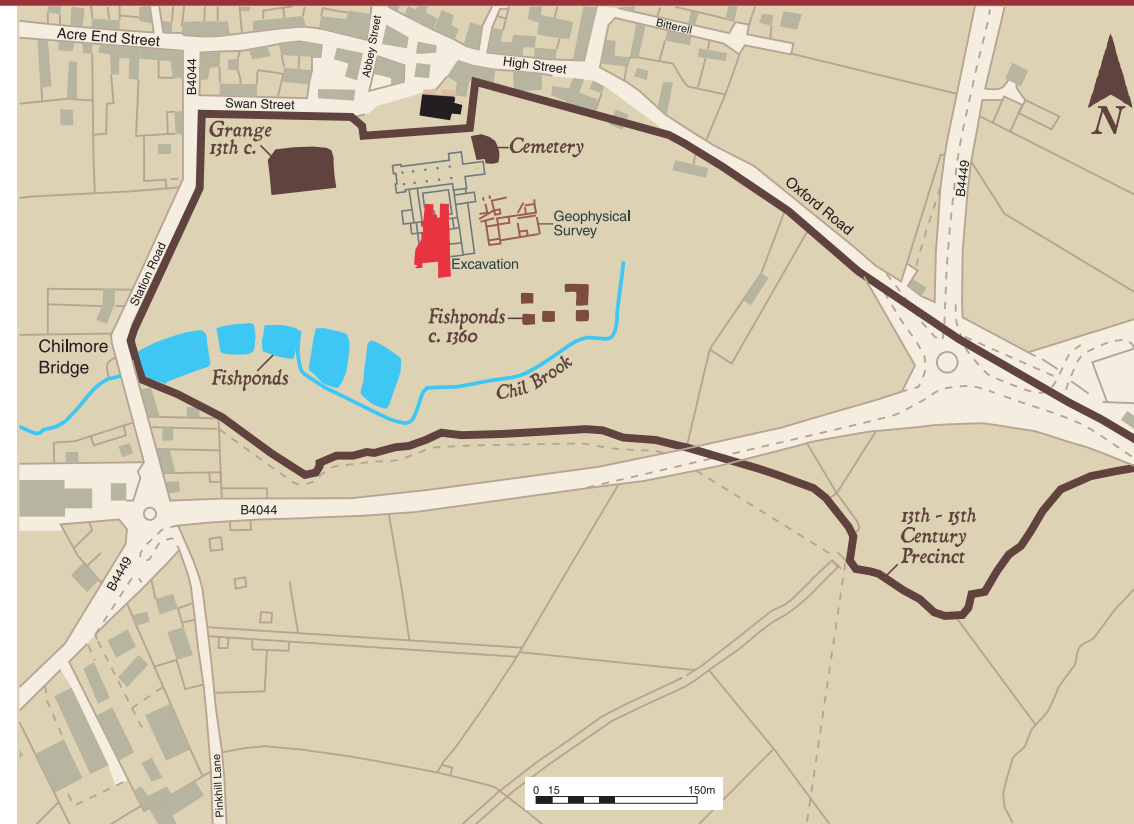 Acre End Street
B4044
Abbey Street
High Street
Bitterell
Swan Street
Grange
13th c.
Cemetery
N
B4449
Oxford Road
Geophysical
Survey
Excavation
Station Road
Fishponds
c. 1360
Chilmore
Bridge
Fishponds
Chil Brook
B4044
13th - 15th
Century
Precinct
B4449
Pinkhill Lane
0 15 150m